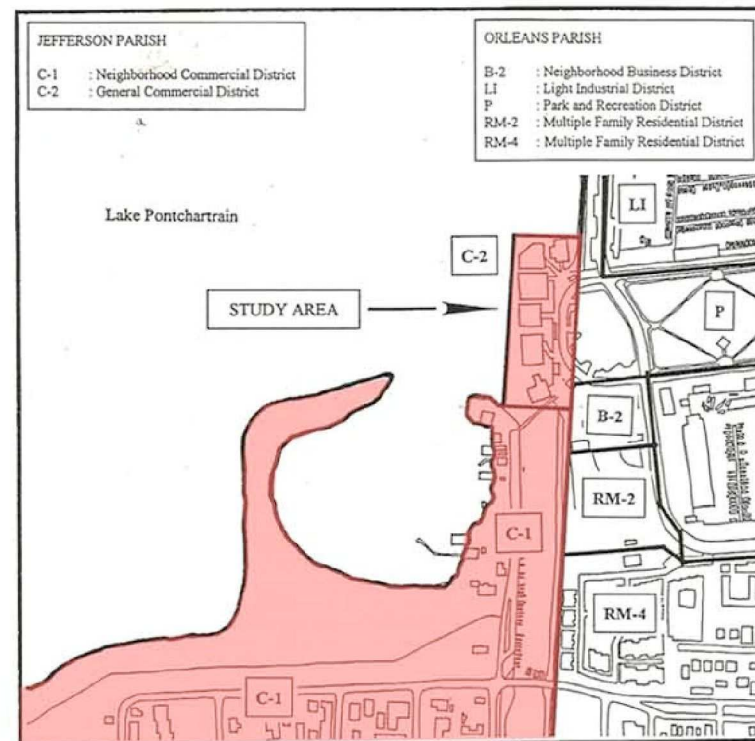 JEFFERSON PARISH
C-1 : Neighborhood Commercial District
C-2 : General Commercial District
ORLEANS PARISH
B-2 : Neighborhood Business District
LI : Light Industrial District
P : Park and Recreation District
RM-2 : Multiple Family Residential District
RM-4 : Multiple Family Residential District
Lake Pontchartrain
LI
C-2
STUDY AREA
P
B-2
RM-2
C-1
RM-4
C-1